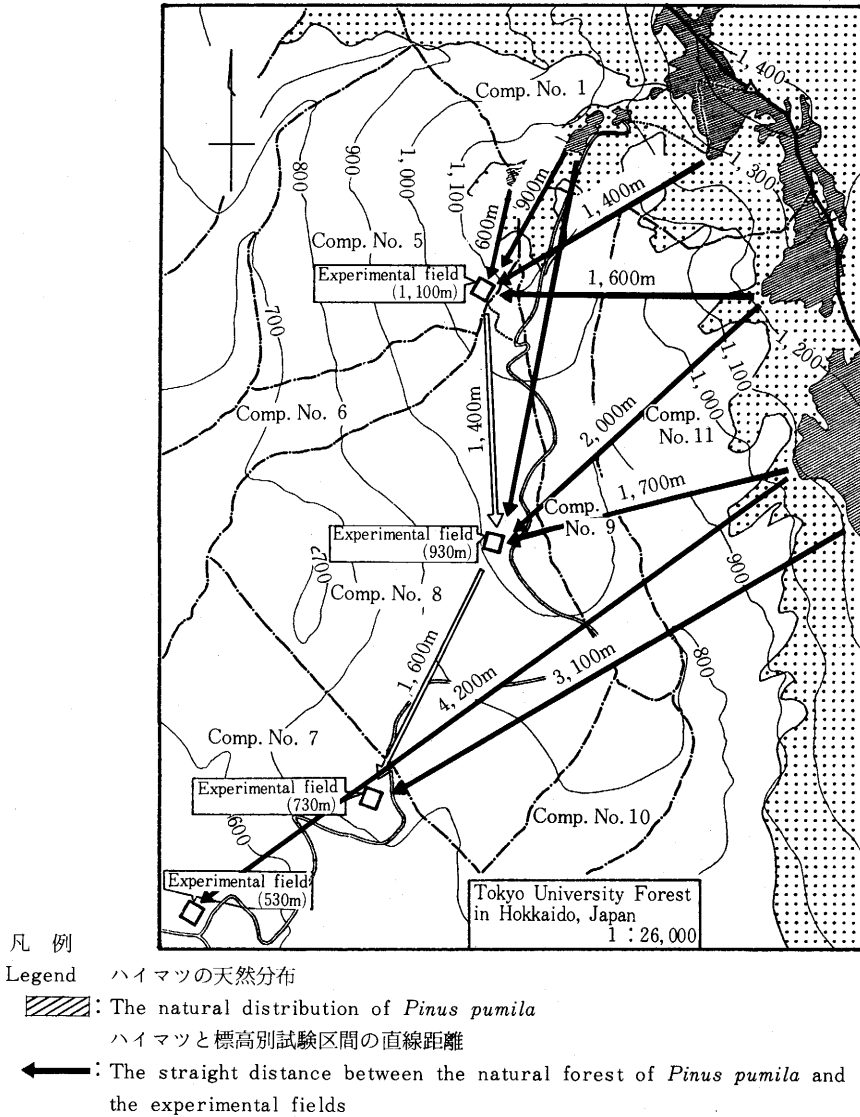 1,400
Comp. No. 1
1,300
900
1,000
800
1,100
900m
1,400m
600m
Comp. No. 5
Experimental field
(1,100m)
1,600m
700
1,200
1,100
1,000
Comp. No. 6
1,400m
2,000m
Comp.
No. 11
1,700m
Comp.
No. 9
Experimental field
(930m)
700
900
Comp. No. 8
1,600m
4,200m
3,100m
800
Comp. No. 7
Experimental field
(730m)
600
Comp. No. 10
Experimental field
(530m)
Tokyo University Forest
in Hokkaido, Japan
1 : 26,000
凡 例
Legend ハイマツの天然分布
: The natural distribution of Pinus pumila
ハイマツと標高別試験区間の直線距離
: The straight distance between the natural forest of Pinus pumila and
the experimental fields